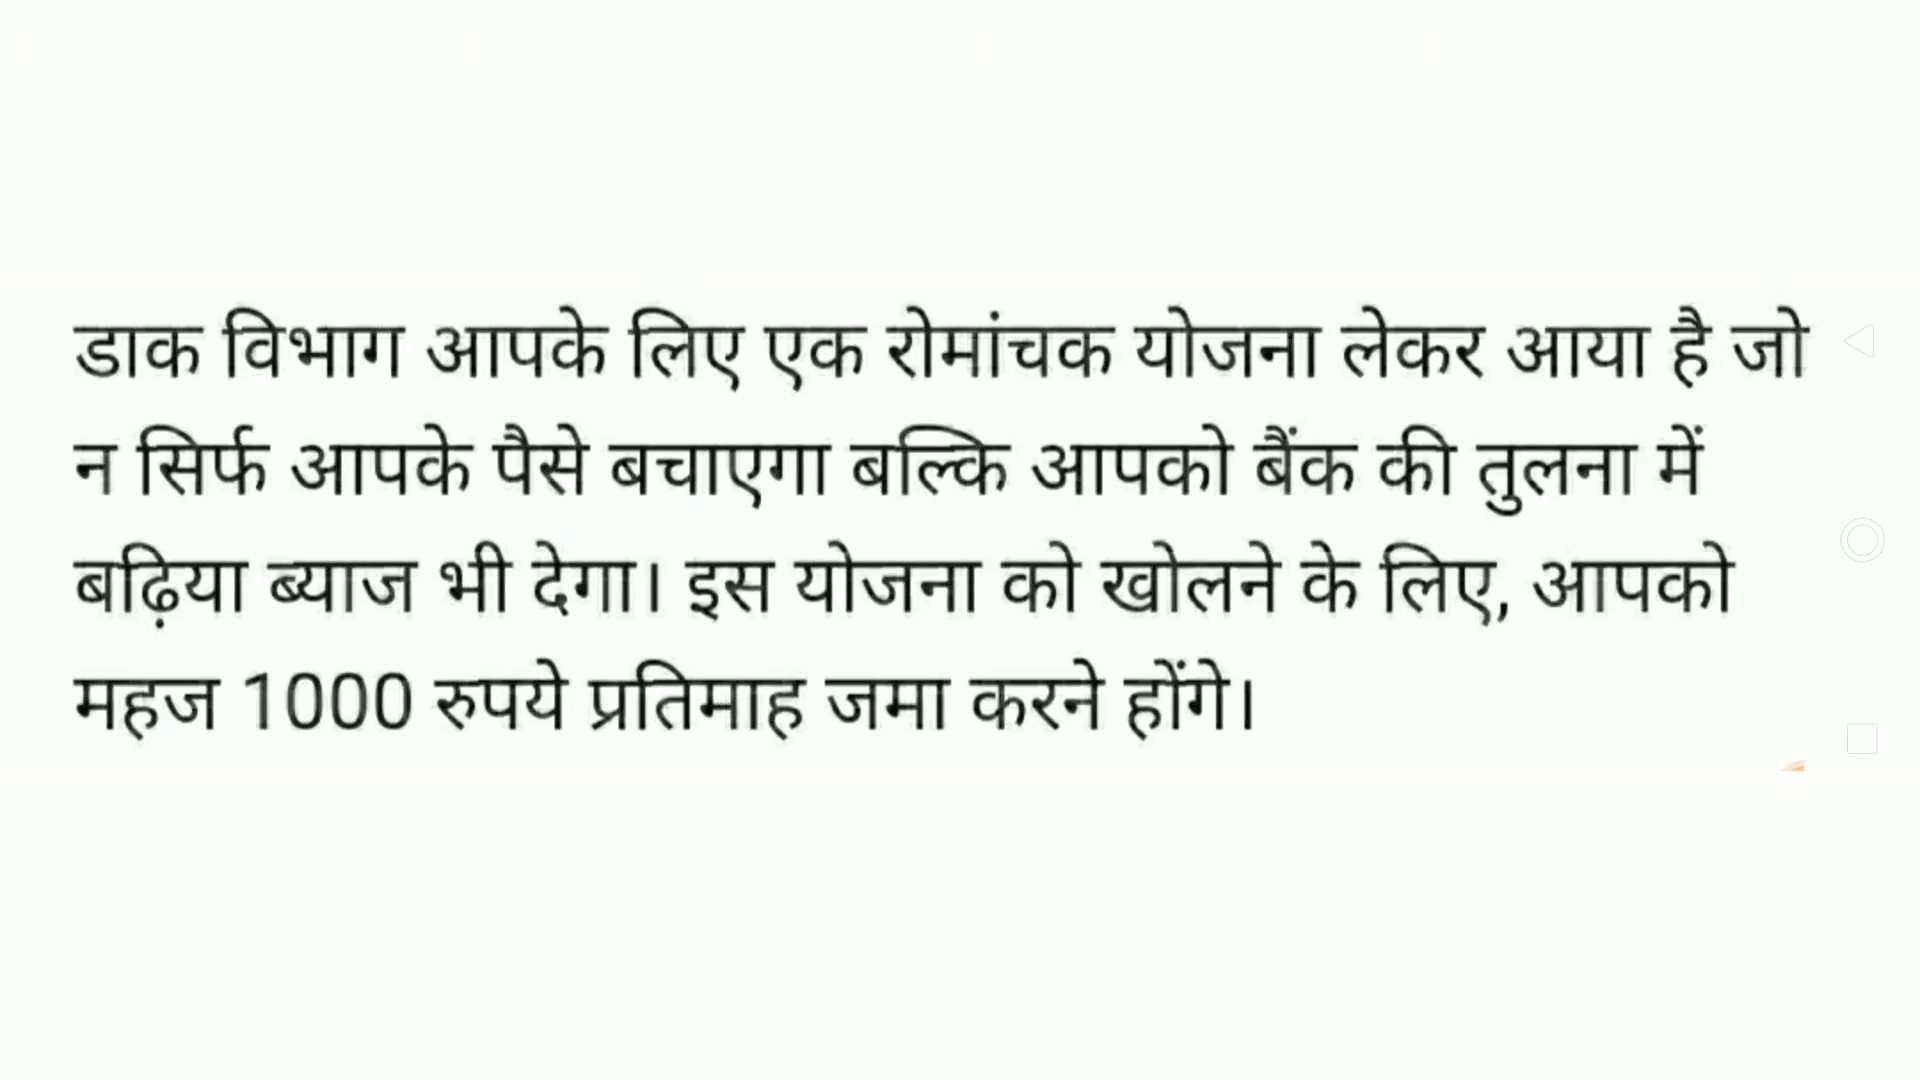 डाक विभाग आपके लिए एक रोमांचक योजना लेकर आया है जो
न सिर्फ आपके पैसे बचाएगा बल्कि आपको बैंक की तुलना में
बढ़िया ब्याज भी देगा। इस योजना को खोलने के लिए, आपको
महज 1000 रुपये प्रतिमाह जमा करने होंगे।